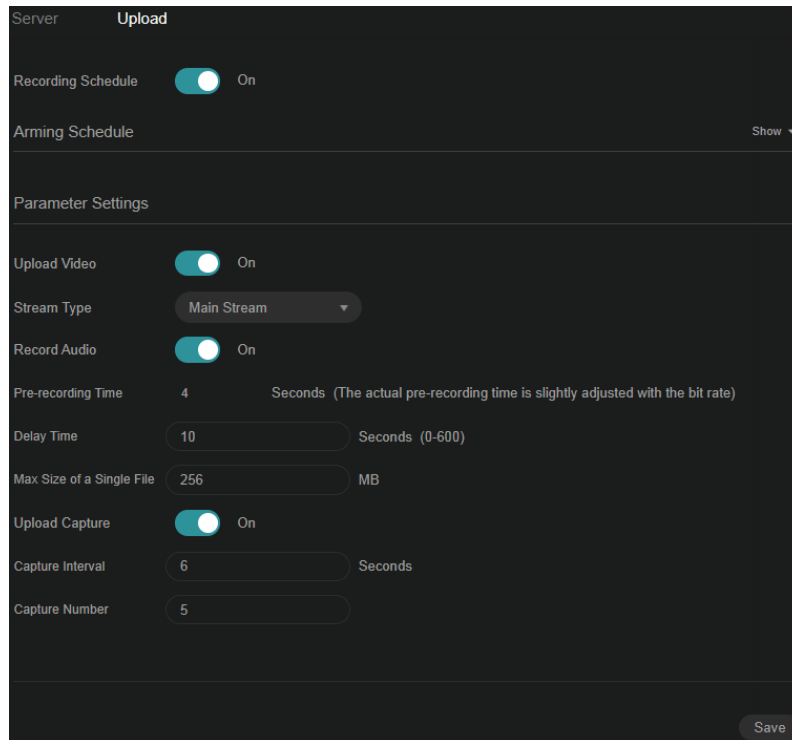 Server Upload
Recording Schedule On
Arming Schedule Show
Parameter Settings
Upload Video On
Stream Type Main Stream
Record Audio On
Pre-recording Time 4 Seconds (The actual pre-recording time is slightly adjusted with the bit rate)
Delay Time 10 Seconds (0-600)
Max Size of a Single File 256 MB
Upload Capture On
Capture Interval 6 Seconds
Capture Number 5
Save